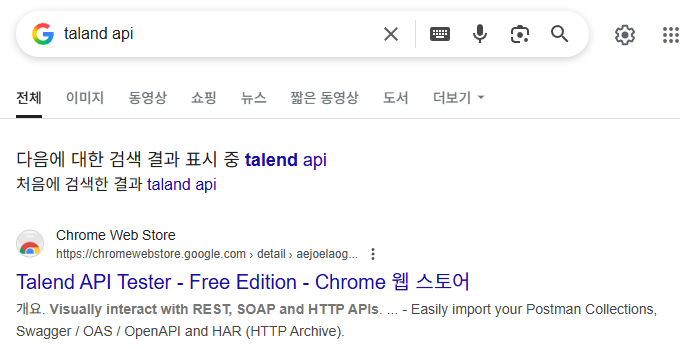 taland api
전체 이미지 동영상 쇼핑 뉴스 짧은 동영상 도서 더보기
다음에 대한 검색 결과 표시 중 talend api
처음에 검색한 결과 taland api
Chrome Web Store
https://chromewebstore.google.com › detail › aejoelaog...
Talend API Tester - Free Edition - Chrome 웹 스토어
개요. Visually interact with REST, SOAP and HTTP APIs. ... - Easily import your Postman Collections,
Swagger / OAS / OpenAPI and HAR (HTTP Archive).